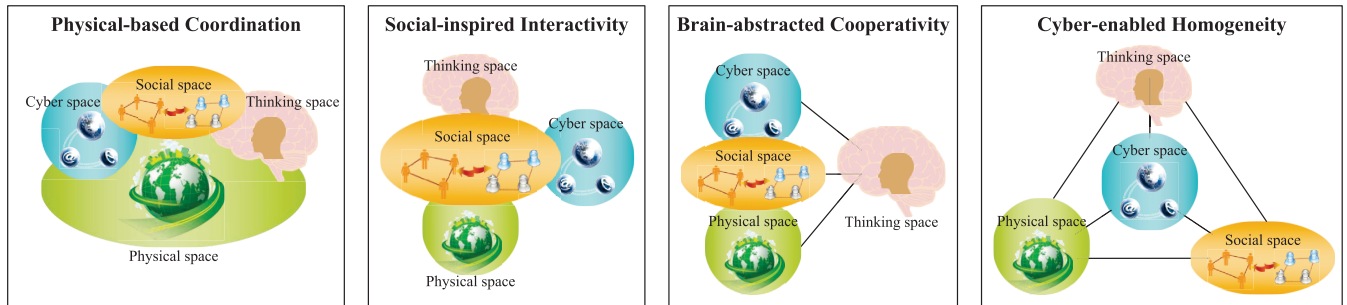 Physical-based Coordination
Social space
Cyber space
Thinking space
@
Physical space
Social-inspired Interactivity
Thinking space
Cyber space
Social space
@
Physical space
Brain-abstracted Cooperativity
Cyber space
@
Social space
Physical space
Thinking space
Cyber-enabled Homogeneity
Thinking space
Cyber space
@
Physical space
Social space